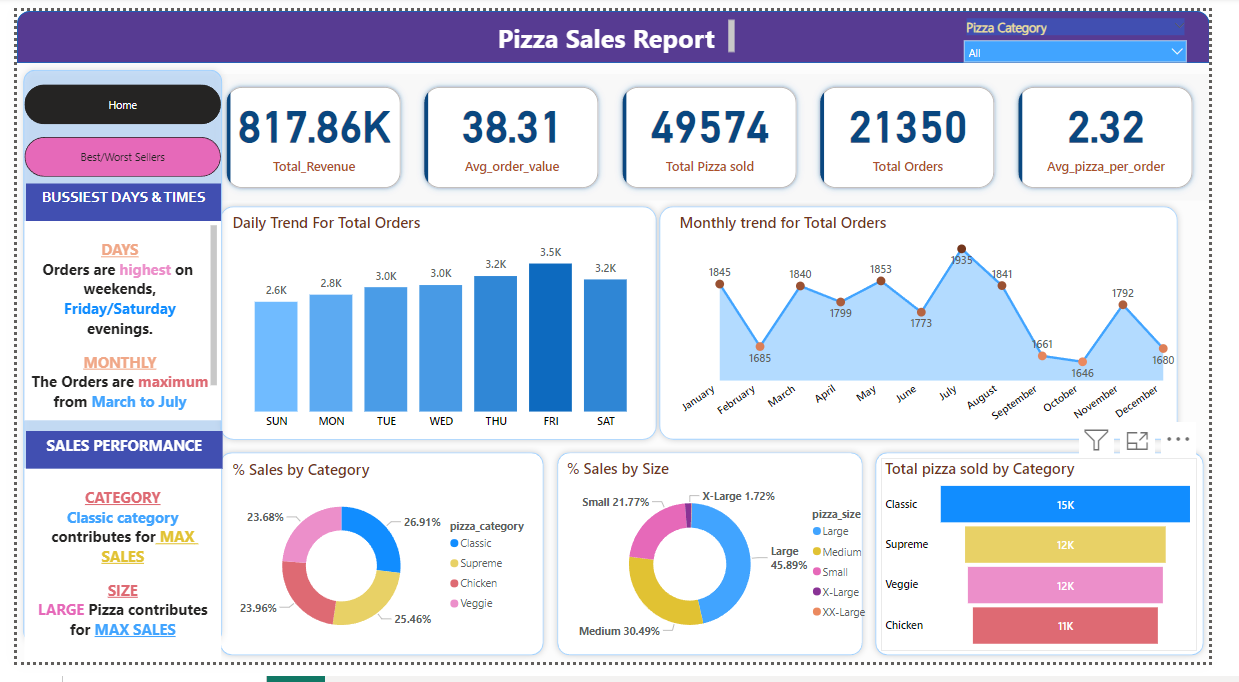 Pizza Sales Report
Pizza Category
All
Home
Best/Worst Sellers
BUSSIEST DAYS & TIMES
DAYS
Orders are highest on
weekends,
Friday/Saturday
evenings.
MONTHLY
The Orders are maximum
from March to July
SALES PERFORMANCE
CATEGORY
Classic category
contributes for MAX
SALES
SIZE
LARGE Pizza contributes
for MAX SALES
817.86K
Total_Revenue
38.31
Avg_order_value
49574
Total Pizza sold
21350
Total Orders
2.32
Avg_pizza_per_order
Daily Trend For Total Orders
2.6K
2.8K
3.0K
3.0K
3.2K
3.5K
3.2K
SUN
MON
TUE
WED
THU
FRI
SAT
Monthly trend for Total Orders
1845
1685
1840
1799
1853
1773
1935
1841
1661
1646
1792
1680
January
February
March
April
May
June
July
August
September
October
November
December
% Sales by Category
23.68%
26.91%
23.96%
25.46%
pizza_category
Classic
Supreme
Chicken
Veggie
% Sales by Size
Small 21.77%
X-Large 1.72%
Large
45.89%
Medium 30.49%
pizza_size
Large
Medium
Small
X-Large
XX-Large
Total pizza sold by Category
Classic
15K
Supreme
12K
Veggie
12K
Chicken
11K